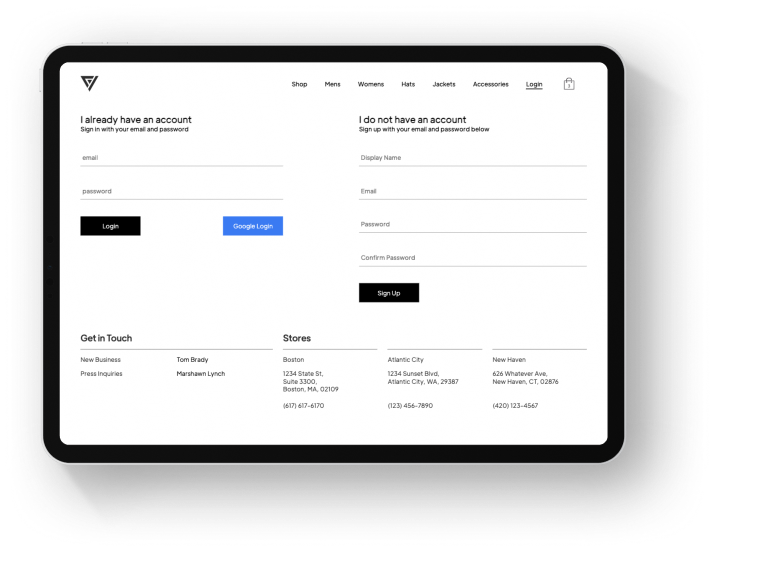 Shop Mens Womens Hats Jackets Accessories Login
I already have an account
Sign in with your email and password
email
password
Login Google Login
I do not have an account
Sign up with your email and password below
Display Name
Email
Password
Confirm Password
Sign Up
Get in Touch
New Business Tom Brady
Press Inquiries Marshawn Lynch
Stores
Boston
1234 State St,
Suite 3300,
Boston, MA, 02109
(617) 617-6170
Atlantic City
1234 Sunset Blvd,
Atlantic City, WA, 29387
(123) 456-7890
New Haven
626 Whatever Ave,
New Haven, CT, 02876
(420) 123-4567